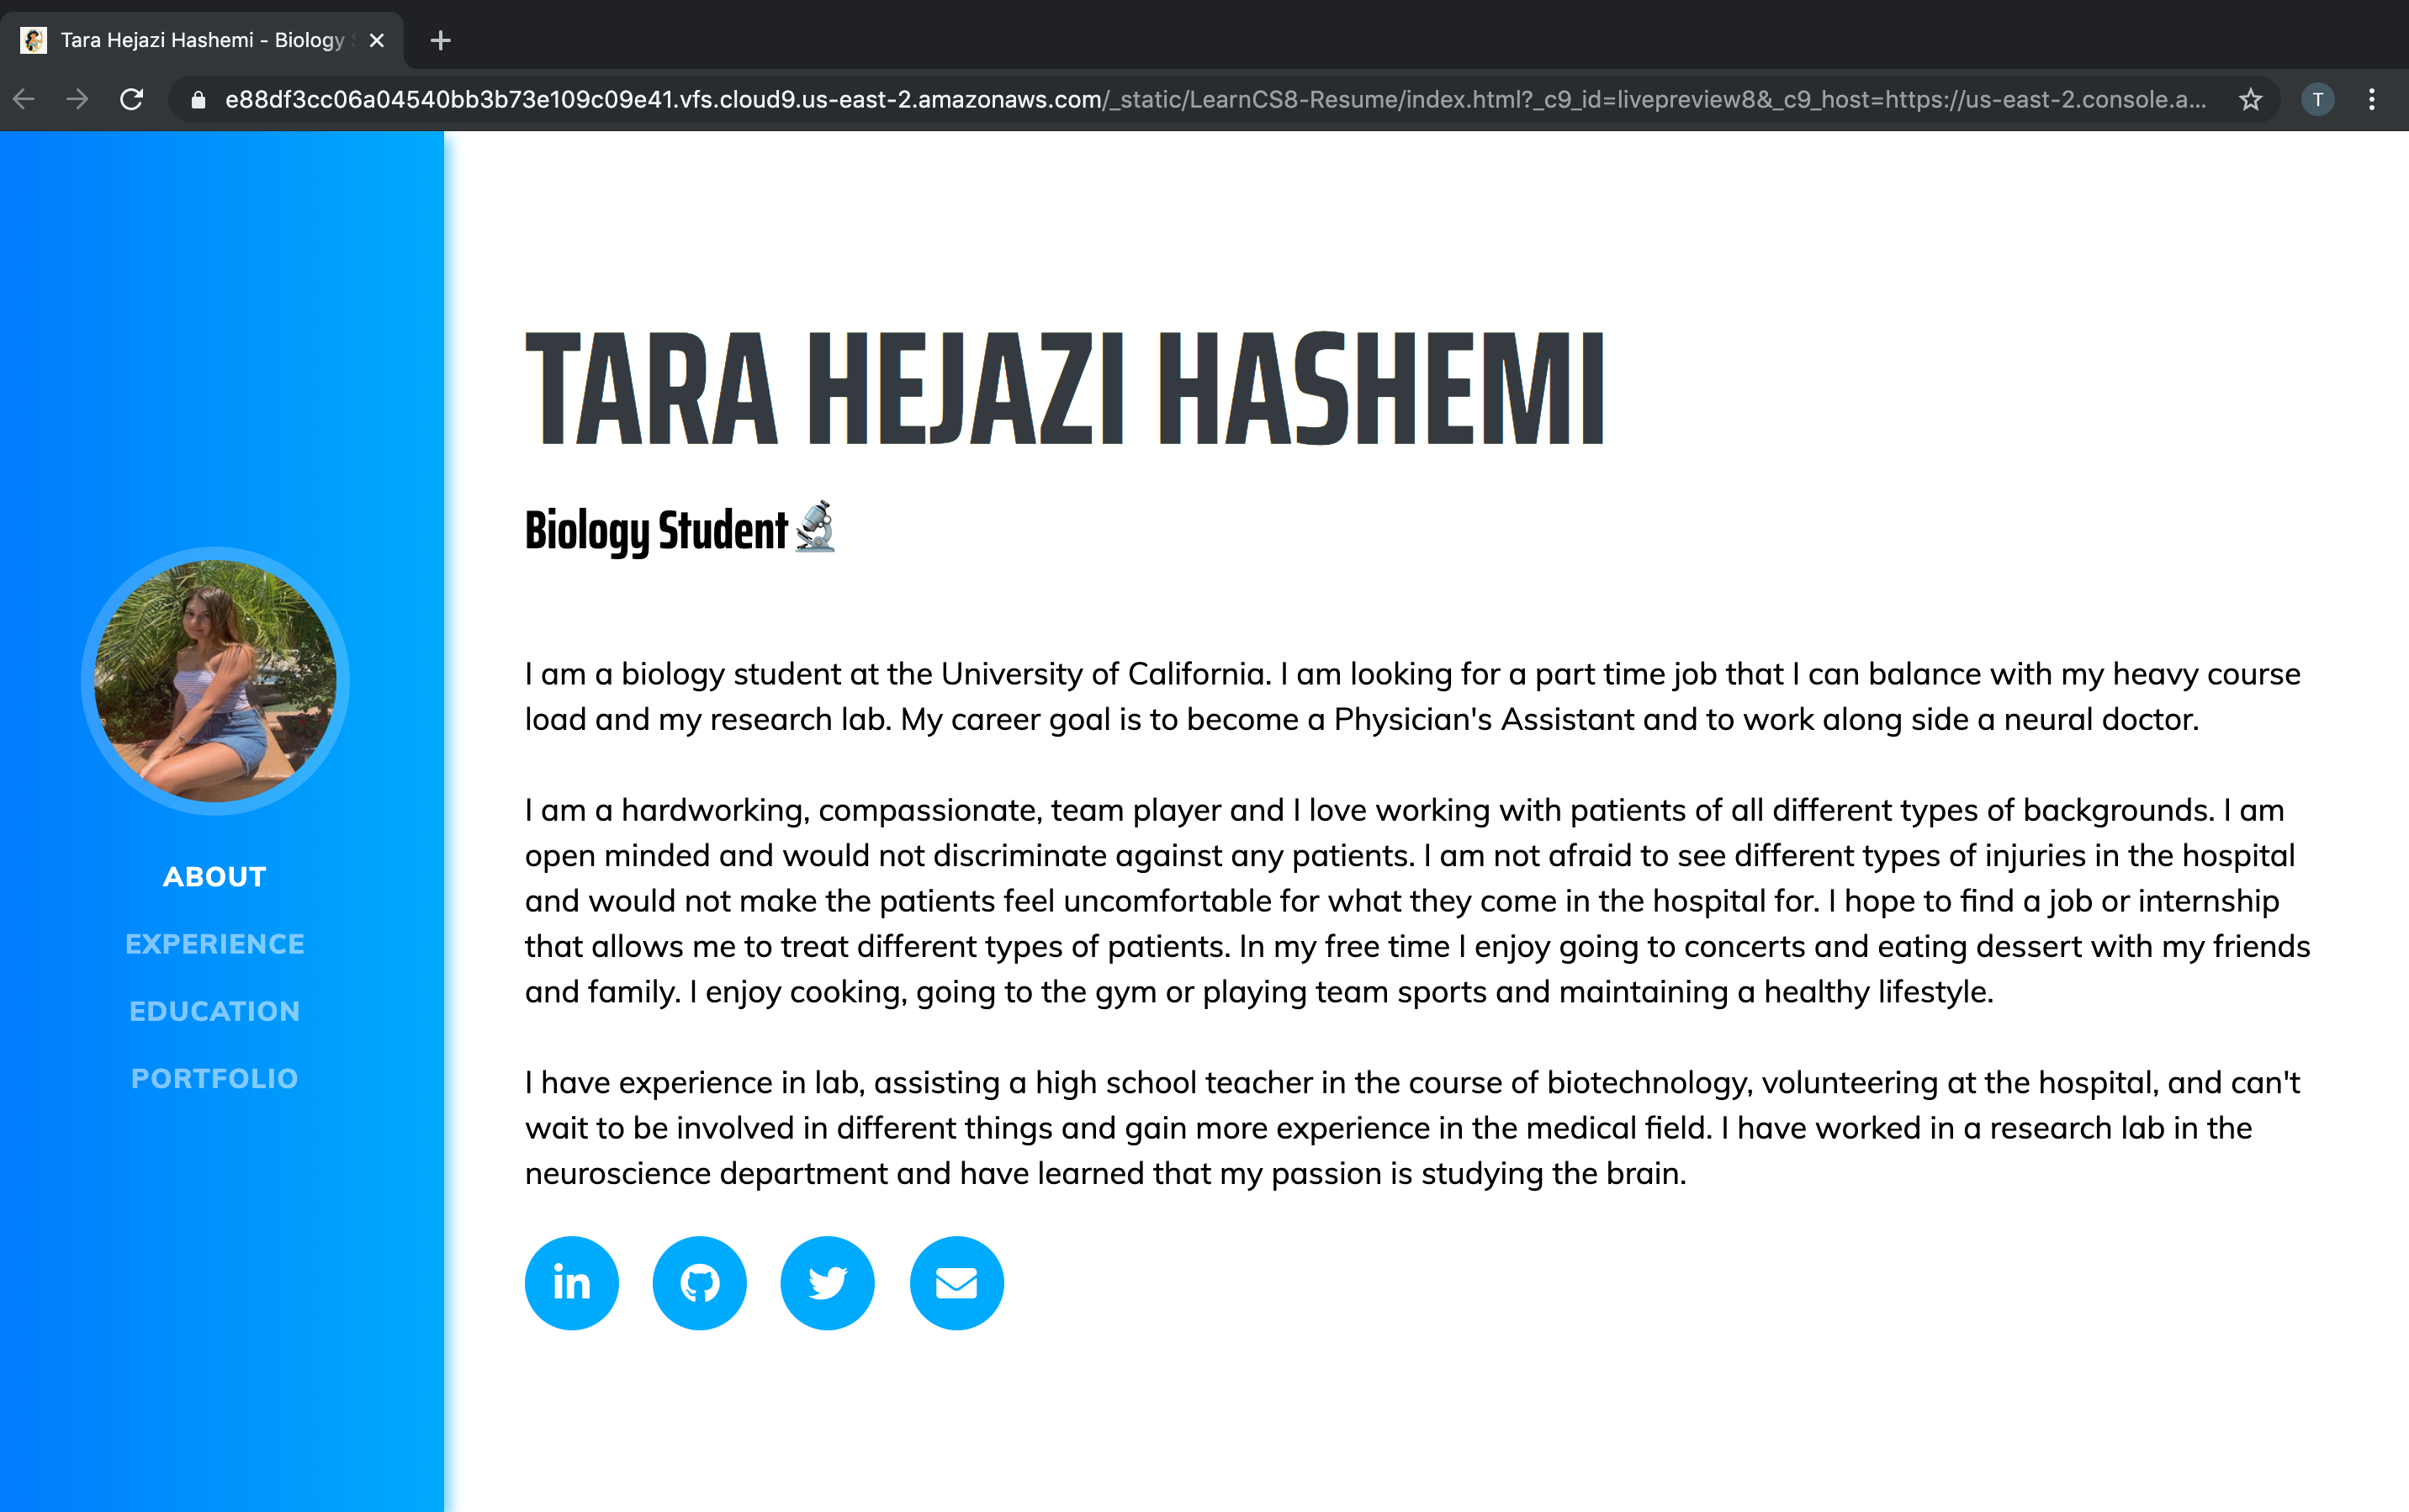 Tara Hejazi Hashemi - Biology
e88df3cc06a04540bb3b73e109c09e41.vfs.cloud9.us-east-2.amazonaws.com/_static/LearnCS8-Resume/index.html?_c9_id=livepreview8&_c9_host=https://us-east-2.console.a...
T
TARA HEJAZI HASHEMI
Biology Student
I am a biology student at the University of California. I am looking for a part time job that I can balance with my heavy course
load and my research lab. My career goal is to become a Physician's Assistant and to work along side a neural doctor.
I am a hardworking, compassionate, team player and I love working with patients of all different types of backgrounds. I am
open minded and would not discriminate against any patients. I am not afraid to see different types of injuries in the hospital
and would not make the patients feel uncomfortable for what they come in the hospital for. I hope to find a job or internship
that allows me to treat different types of patients. In my free time I enjoy going to concerts and eating dessert with my friends
and family. I enjoy cooking, going to the gym or playing team sports and maintaining a healthy lifestyle.
I have experience in lab, assisting a high school teacher in the course of biotechnology, volunteering at the hospital, and can't
wait to be involved in different things and gain more experience in the medical field. I have worked in a research lab in the
neuroscience department and have learned that my passion is studying the brain.
in
ABOUT
EXPERIENCE
EDUCATION
PORTFOLIO